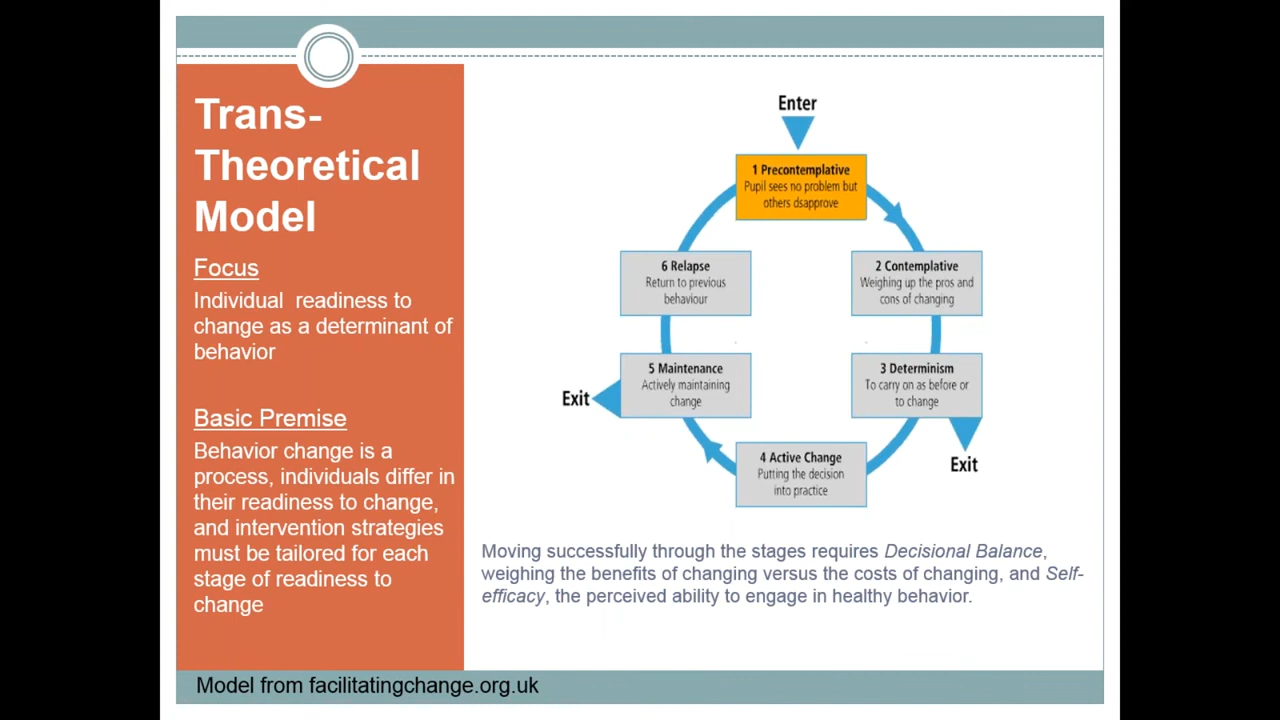 Trans-
Theoretical
Model
Focus
Individual readiness to
change as a determinant of
behavior
Basic Premise
Behavior change is a
process, individuals differ in
their readiness to change,
and intervention strategies
must be tailored for each
stage of readiness to
change
Enter
1 Precontemplative
Pupil sees no problem but
others dsapprove
2 Contemplative
Weighing up the pros and
cons of changing
3 Determinism
To carry on as before or
to change
Exit
4 Active Change
Putting the decision
into practice
5 Maintenance
Actively maintaining
change
Exit
6 Relapse
Return to previous
behaviour
Moving successfully through the stages requires Decisional Balance,
weighing the benefits of changing versus the costs of changing, and Self-
efficacy, the perceived ability to engage in healthy behavior.
Model from facilitatingchange.org.uk